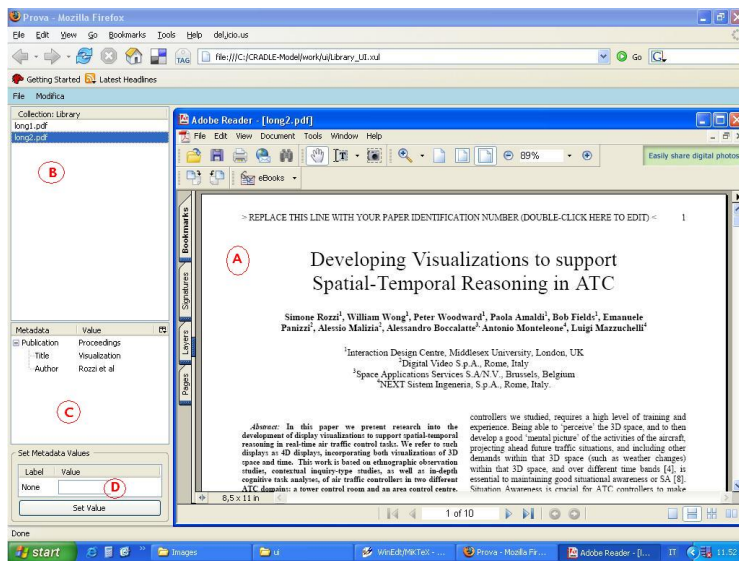 Prova - Mozilla Firefox
File Edit View Go Bookmarks Tools Help del.icio.us
TAG file:///C:/CRADLE-Model/work/ui/Library_UI.xul Go G
Getting Started Latest Headlines
File Modifica
Collection: Library
long1.pdf
long2.pdf
B
Metadata Value
Publication Proceedings
Title Visualization
Author Rozzi et al
C
Set Metadata Values
Label Value
None D
Set Value
Adobe Reader - [long2.pdf]
File Edit View Document Tools Window Help
89% Easily share digital photos
eBooks
Bookmarks
Signatures
Layers
Pages
> REPLACE THIS LINE WITH YOUR PAPER IDENTIFICATION NUMBER (DOUBLE-CLICK HERE TO EDIT) < 1
A
Developing Visualizations to support
Spatial-Temporal Reasoning in ATC
Simone Rozzi1, William Wong1, Peter Woodward1, Paola Amaldi1, Bob Fields1, Emanuele
Panizzi2, Alessio Malizia2, Alessandro Boccalatte3, Antonio Monteleone4, Luigi Mazzuchelli4
1Interaction Design Centre, Middlesex University, London, UK
2Digital Video S.p.A., Rome, Italy
3Space Applications Services S.A/N.V., Brussels, Belgium
4NEXT Sistem Ingeneria, S.p.A., Rome, Italy.
Abstract: In this paper we present research into the
development of display visualizations to support spatial-temporal
reasoning in real-time air traffic control tasks. We refer to such
displays as 4D displays, incorporating both visualizations of 3D
space and time. This work is based on ethnographic observation
studies, contextual inquiry-type studies, as well as in-depth
cognitive task analyses, of air traffic controllers in two different
ATC domains: a tower control room and an area control centre.
controllers we studied, requires a high level of training and
experience. Being able to 'perceive' the 3D space, and to then
develop a good 'mental picture' of the activities of the aircraft,
projecting ahead future traffic situations, and including other
demands within that 3D space (such as weather changes)
within that 3D space, and over different time bands [4], is
essential to maintaining good situational awareness or SA [8].
Situation Awareness is crucial for ATC controllers to make
8,5 x 11 in
1 of 10
Done
start Images ui WinEdt/MiKTeX - ... Prova - Mozilla Fir... Adobe Reader - [l... IT 11.52